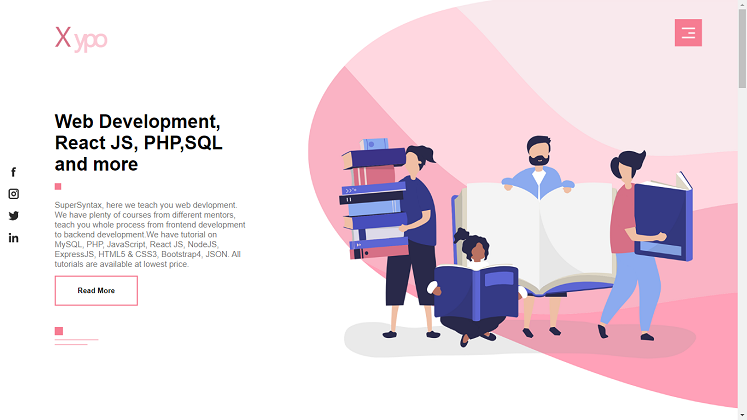 X ypo
Web Development,
React JS, PHP,SQL
and more
SuperSyntax, here we teach you web devlopment.
We have plenty of courses from different mentors,
teach you whole process from frontend development
to backend development.We have tutorial on
MySQL, PHP, JavaScript, React JS, NodeJS,
ExpressJS, HTML5 & CSS3, Bootstrap4, JSON. All
tutorials are available at lowest price.
Read More